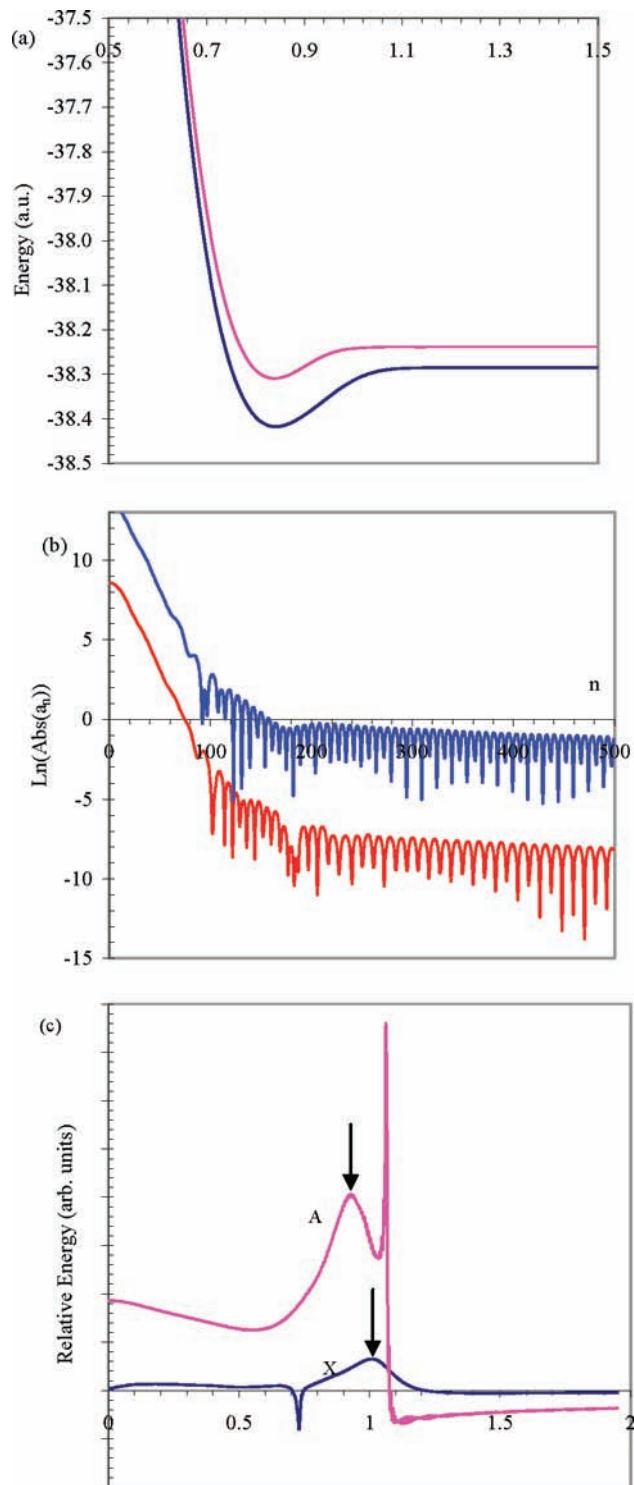 (a)
-37.5
-37.6
-37.7
-37.8
-37.9
-38.0
-38.1
-38.2
-38.3
-38.4
-38.5
0.5 0.7 0.9 1.1 1.3 1.5
Energy (a.u.)
(b)
10
5
0
-5
-10
-15
0 100 200 300 400 500
n
Ln(Abs(aₙ))
(c)
Relative Energy (arb. units)
A
X
0 0.5 1 1.5 2